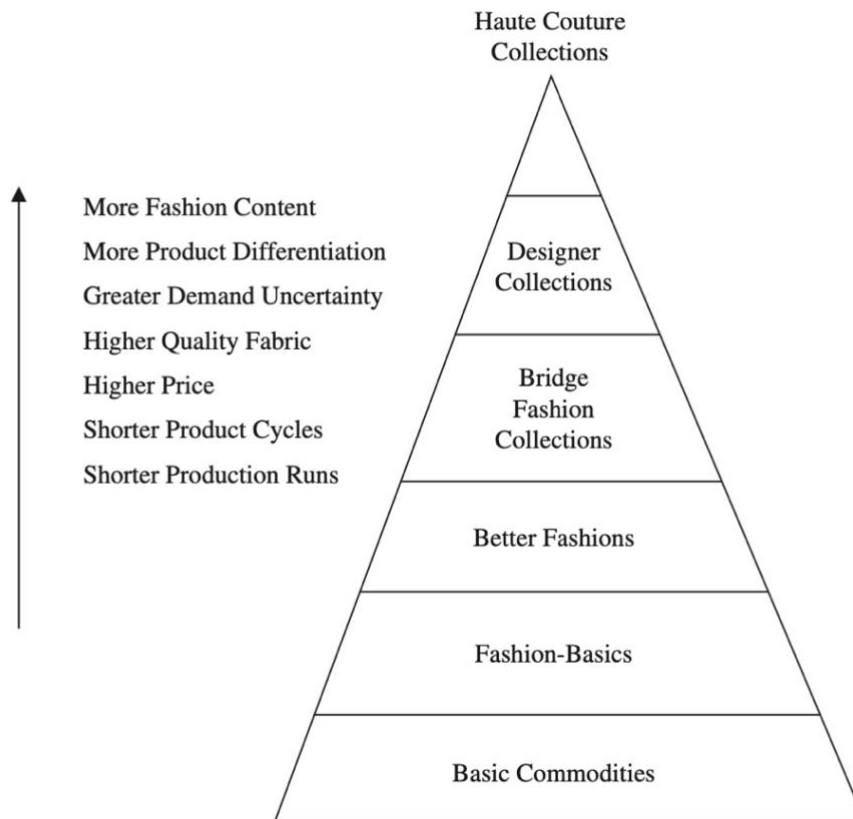 Haute Couture
Collections
More Fashion Content
More Product Differentiation
Greater Demand Uncertainty
Higher Quality Fabric
Higher Price
Shorter Product Cycles
Shorter Production Runs
Designer
Collections
Bridge
Fashion
Collections
Better Fashions
Fashion-Basics
Basic Commodities